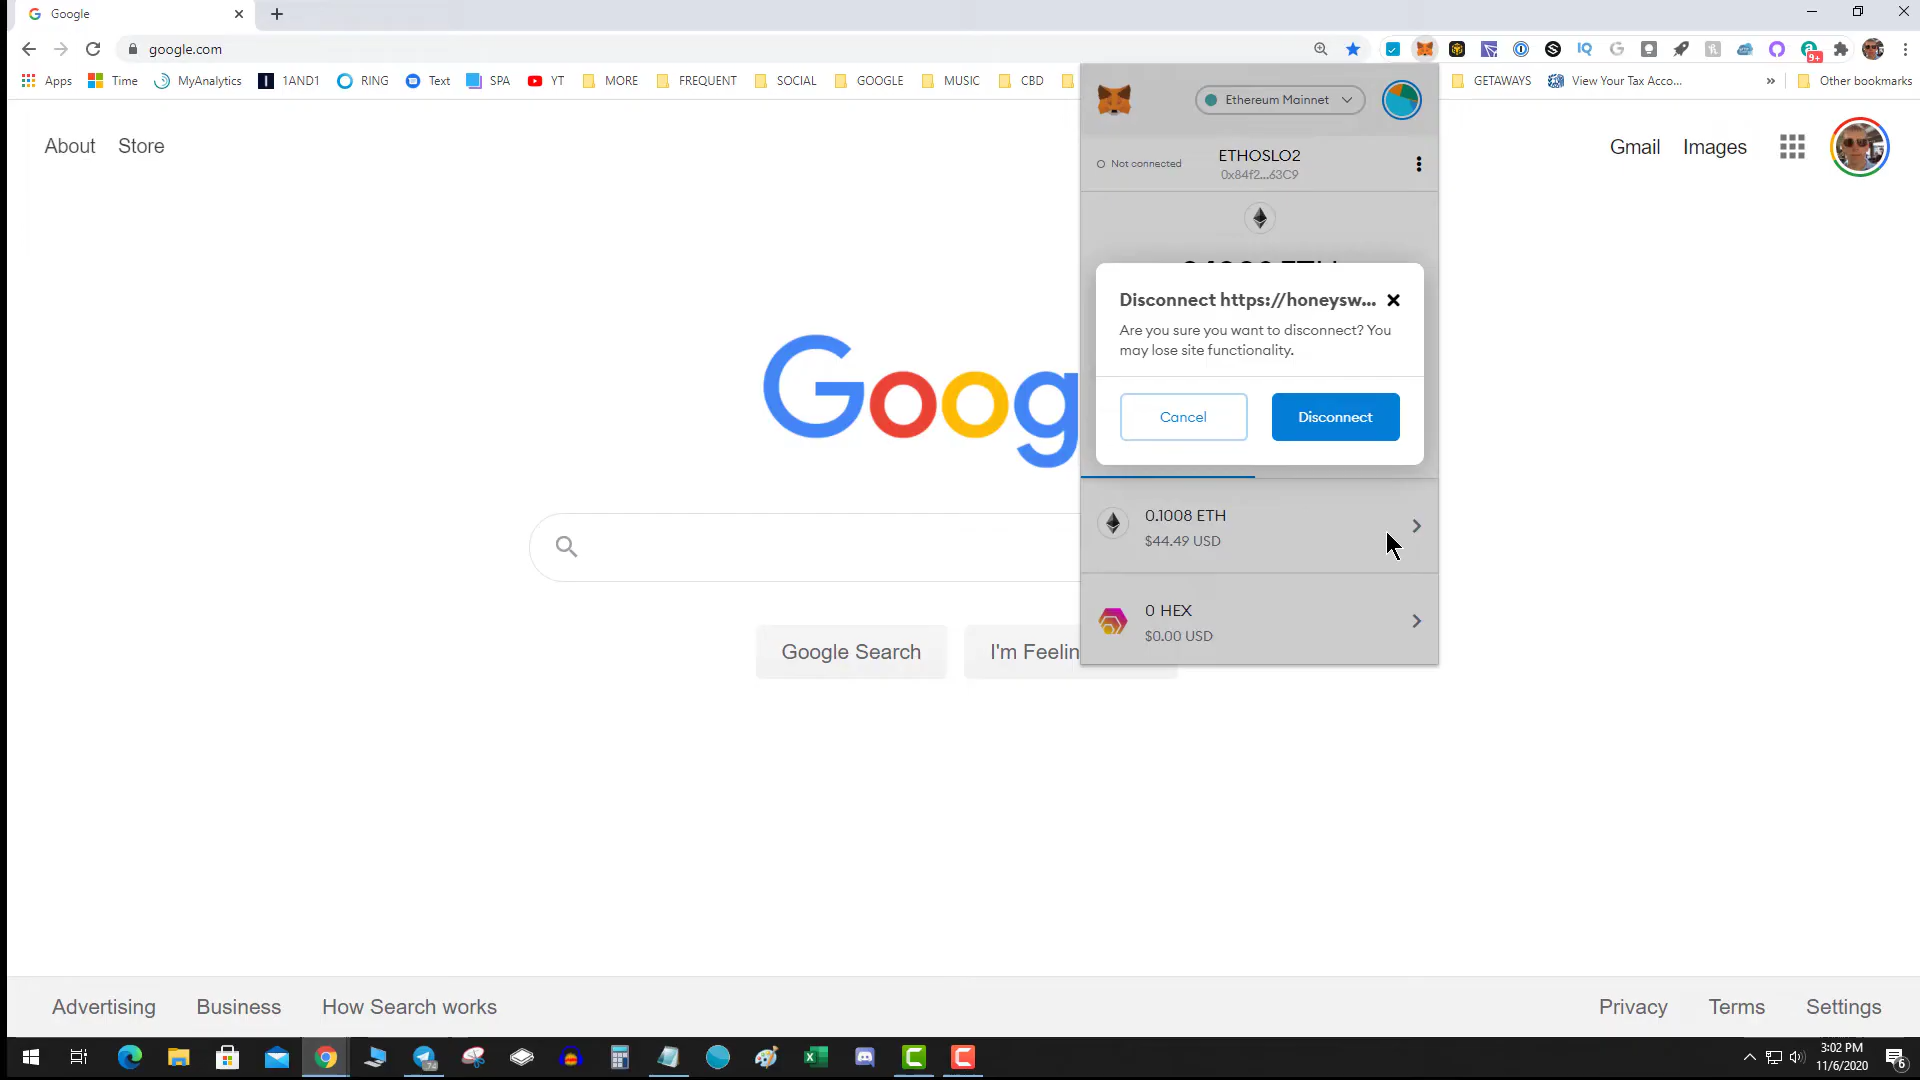 Google
google.com
Apps
Time
MyAnalytics
1AND1
RING
Text
SPA
YT
MORE
FREQUENT
SOCIAL
GOOGLE
MUSIC
CBD
GETAWAYS
View Your Tax Acco...
»
Other bookmarks
IQ
9+
About
Store
Gmail
Images
Ethereum Mainnet
Not connected
ETHOSLO2
0x84f2...63C9
Disconnect https://honeysw...
Are you sure you want to disconnect? You
may lose site functionality.
Cancel
Disconnect
0.1008 ETH
$44.49 USD
0 HEX
$0.00 USD
Goog
Google Search
I'm Feelin
Advertising
Business
How Search works
Privacy
Terms
Settings
74
3:02 PM
11/6/2020
6